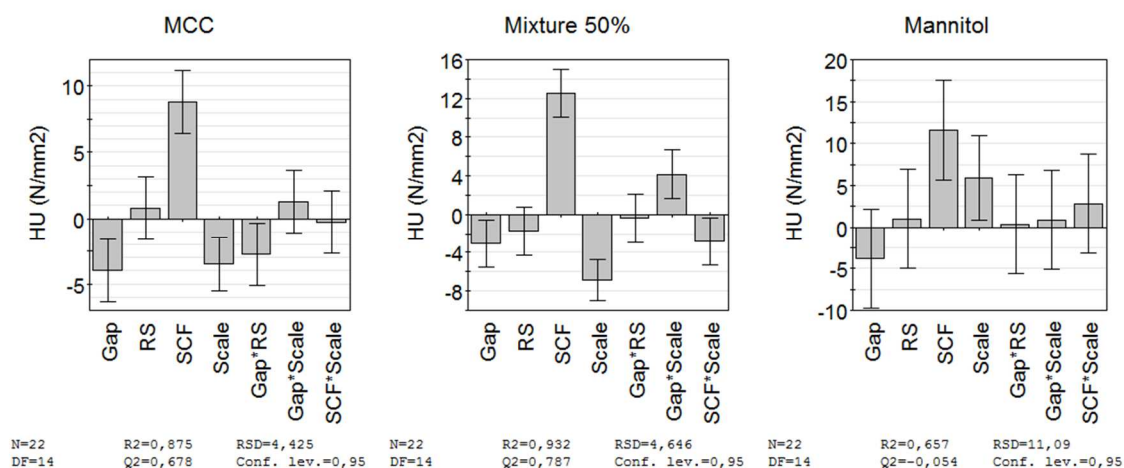 MCC
HU (N/mm2)
10
5
0
-5
Gap
RS
SCF
Scale
Gap*RS
Gap*Scale
SCF*Scale
N=22 R2=0,875 RSD=4,425
DF=14 Q2=0,678 Conf. lev.=0,95
Mixture 50%
HU (N/mm2)
16
12
8
4
0
-4
-8
Gap
RS
SCF
Scale
Gap*RS
Gap*Scale
SCF*Scale
N=22 R2=0,932 RSD=4,646
DF=14 Q2=0,787 Conf. lev.=0,95
Mannitol
HU (N/mm2)
20
15
10
5
0
-5
-10
Gap
RS
SCF
Scale
Gap*RS
Gap*Scale
SCF*Scale
N=22 R2=0,657 RSD=11,09
DF=14 Q2=-0,054 Conf. lev.=0,95